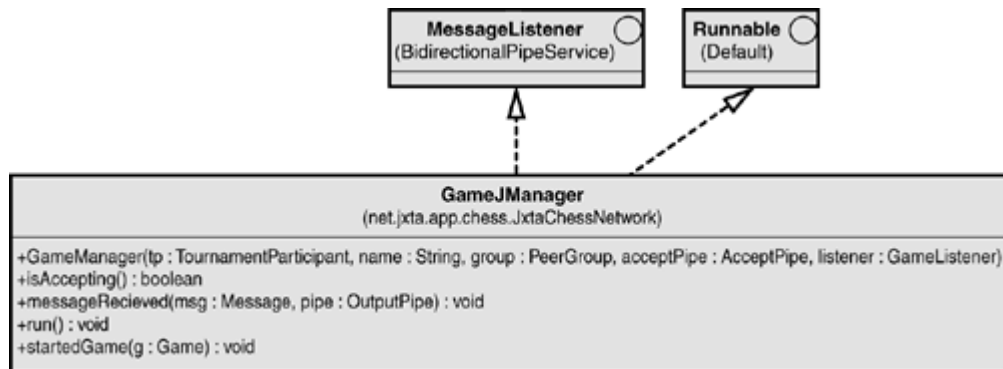 MessageListener
(BidirectionalPipeService)
Runnable
(Default)
GameJManager
(net.jxta.app.chess.JxtaChessNetwork)
+GameManager(tp : TournamentParticipant, name : String, group : PeerGroup, acceptPipe : AcceptPipe, listener : GameListener)
+isAccepting() : boolean
+messageRecieved(msg : Message, pipe : OutputPipe) : void
+run() : void
+startedGame(g : Game) : void